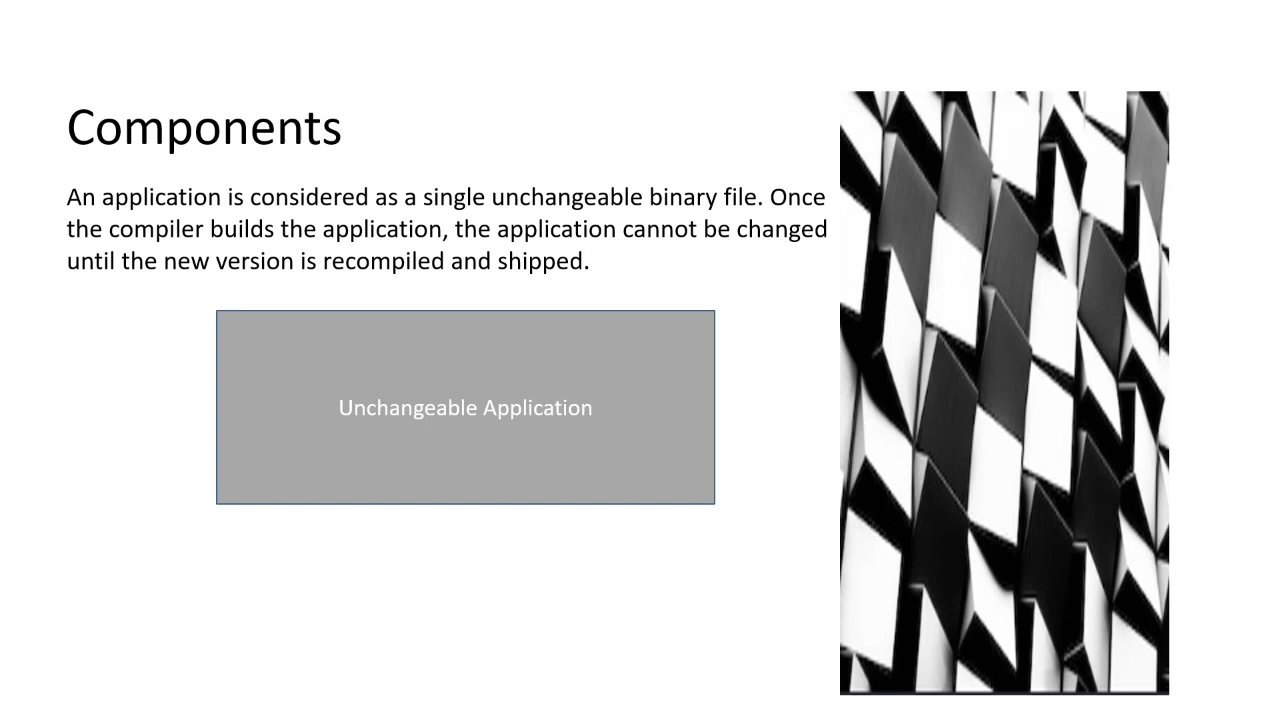 Components
An application is considered as a single unchangeable binary file. Once
the compiler builds the application, the application cannot be changed
until the new version is recompiled and shipped.
Unchangeable Application